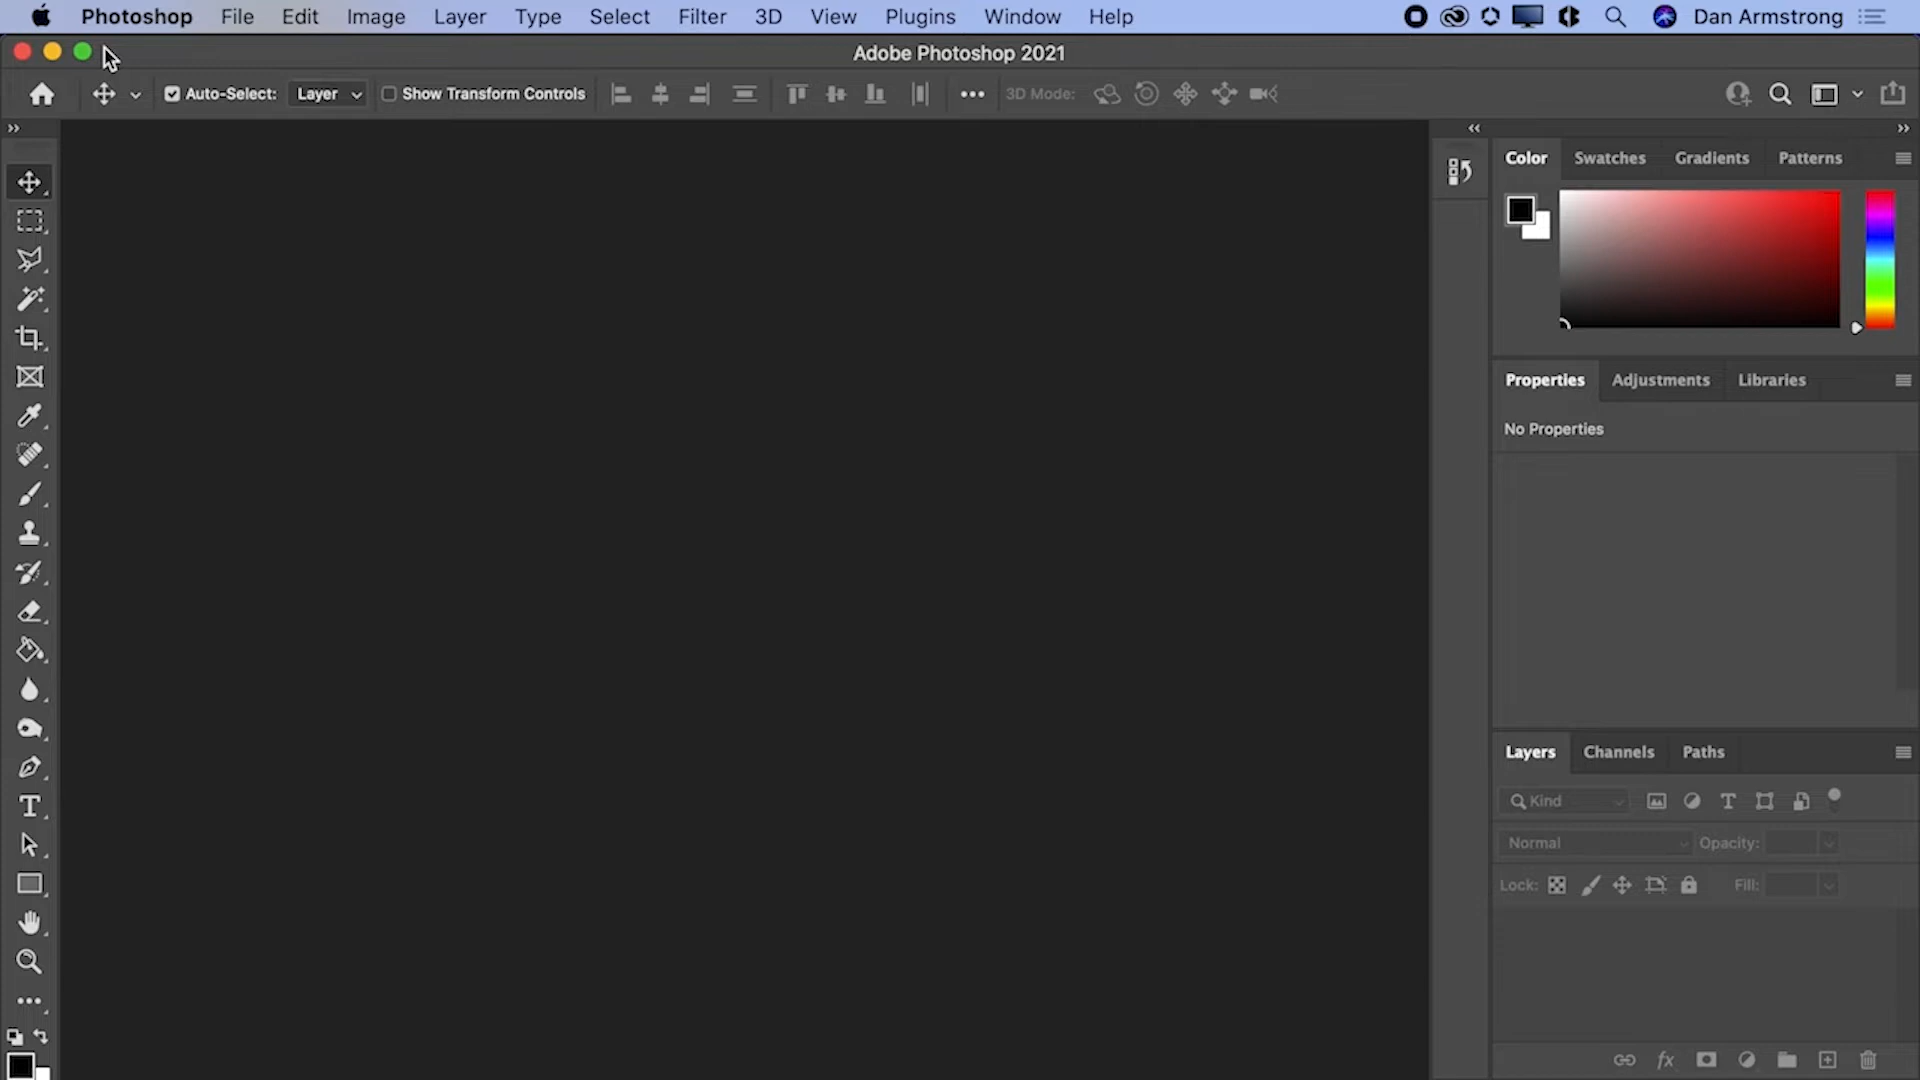 Photoshop File Edit Image Layer Type Select Filter 3D View Plugins Window Help Dan Armstrong
Adobe Photoshop 2021
Auto-Select: Layer Show Transform Controls 3D Mode:
Color Swatches Gradients Patterns
Properties Adjustments Libraries
No Properties
Layers Channels Paths
Kind
Normal Opacity:
Lock: Fill:
fx